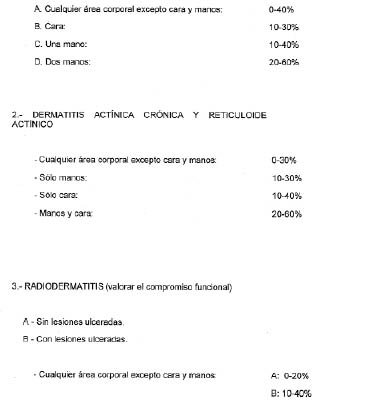 A. Cualquier área corporal excepto cara y manos: 0-40%
B. Cara: 10-30%
C. Una mano: 10-40%
D. Dos manos: 20-60%
2.- DERMATITIS ACTÍNICA CRÓNICA Y RETICULOIDE
ACTÍNICO
- Cualquier área corporal excepto cara y manos: 0-30%
- Sólo manos: 10-30%
- Sólo cara: 10-40%
- Manos y cara: 20-60%
3.- RADIODERMATITIS (valorar el compromiso funcional)
A - Sin lesiones ulceradas.
B - Con lesiones ulceradas.
- Cualquier área corporal excepto cara y manos: A: 0-20%
B: 10-40%